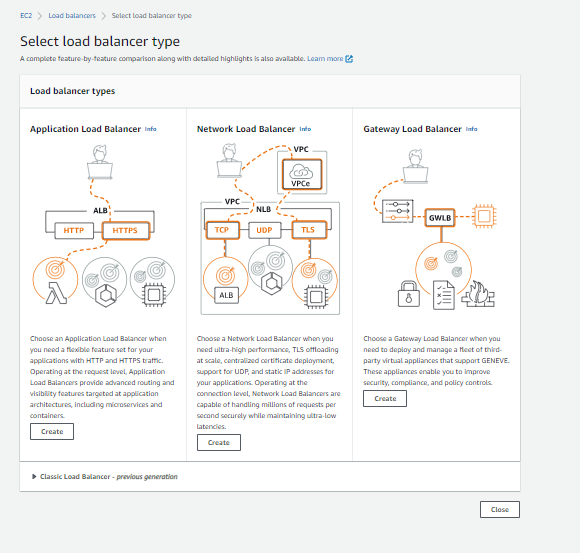 EC2 > Load balancers > Select load balancer type
Select load balancer type
A complete feature-by-feature comparison along with detailed highlights is also available. Learn more
Load balancer types
Application Load Balancer Info
ALB
HTTP HTTPS
Choose an Application Load Balancer when
you need a flexible feature set for your
applications with HTTP and HTTPS traffic.
Operating at the request level, Application
Load Balancers provide advanced routing and
visibility features targeted at application
architectures, including microservices and
containers.
Create
Network Load Balancer Info
VPC
VPCe
VPC
NLB
TCP UDP TLS
ALB
Choose a Network Load Balancer when you
need ultra-high performance, TLS offloading
at scale, centralized certificate deployment,
support for UDP, and static IP addresses for
your applications. Operating at the
connection level, Network Load Balancers are
capable of handling millions of requests per
second securely while maintaining ultra-low
latencies.
Create
Gateway Load Balancer Info
GWLB
Choose a Gateway Load Balancer when you
need to deploy and manage a fleet of third-
party virtual appliances that support GENEVE.
These appliances enable you to improve
security, compliance, and policy controls.
Create
Classic Load Balancer - previous generation
Close